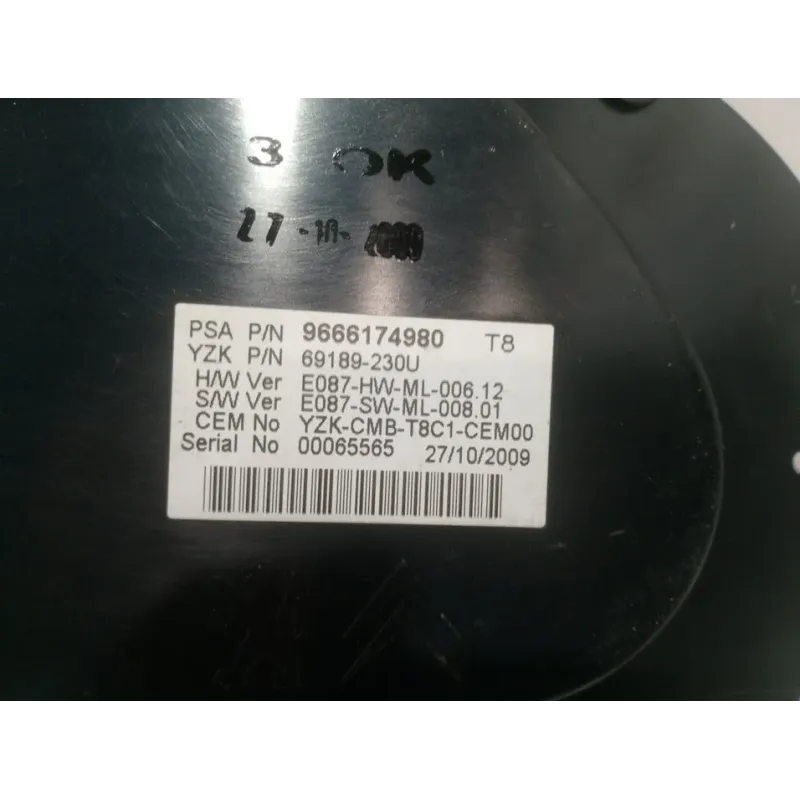 3 OK
27-10-2009
PSA P/N 9666174980 T8
YZK P/N 69189-230U
H/W Ver E087-HW-ML-006.12
S/W Ver E087-SW-ML-008.01
CEM No YZK-CMB-T8C1-CEM00
Serial No 00065565 27/10/2009